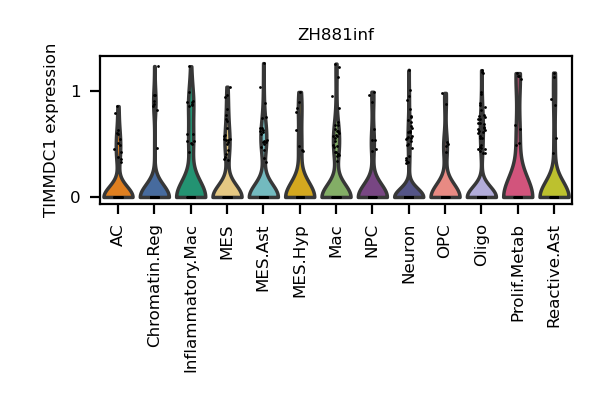 ZH881inf
TIMMDC1 expression
1
0
AC
Chromatin.Reg
Inflammatory.Mac
MES
MES.Ast
MES.Hyp
Mac
NPC
Neuron
OPC
Oligo
Prolif.Metab
Reactive.Ast